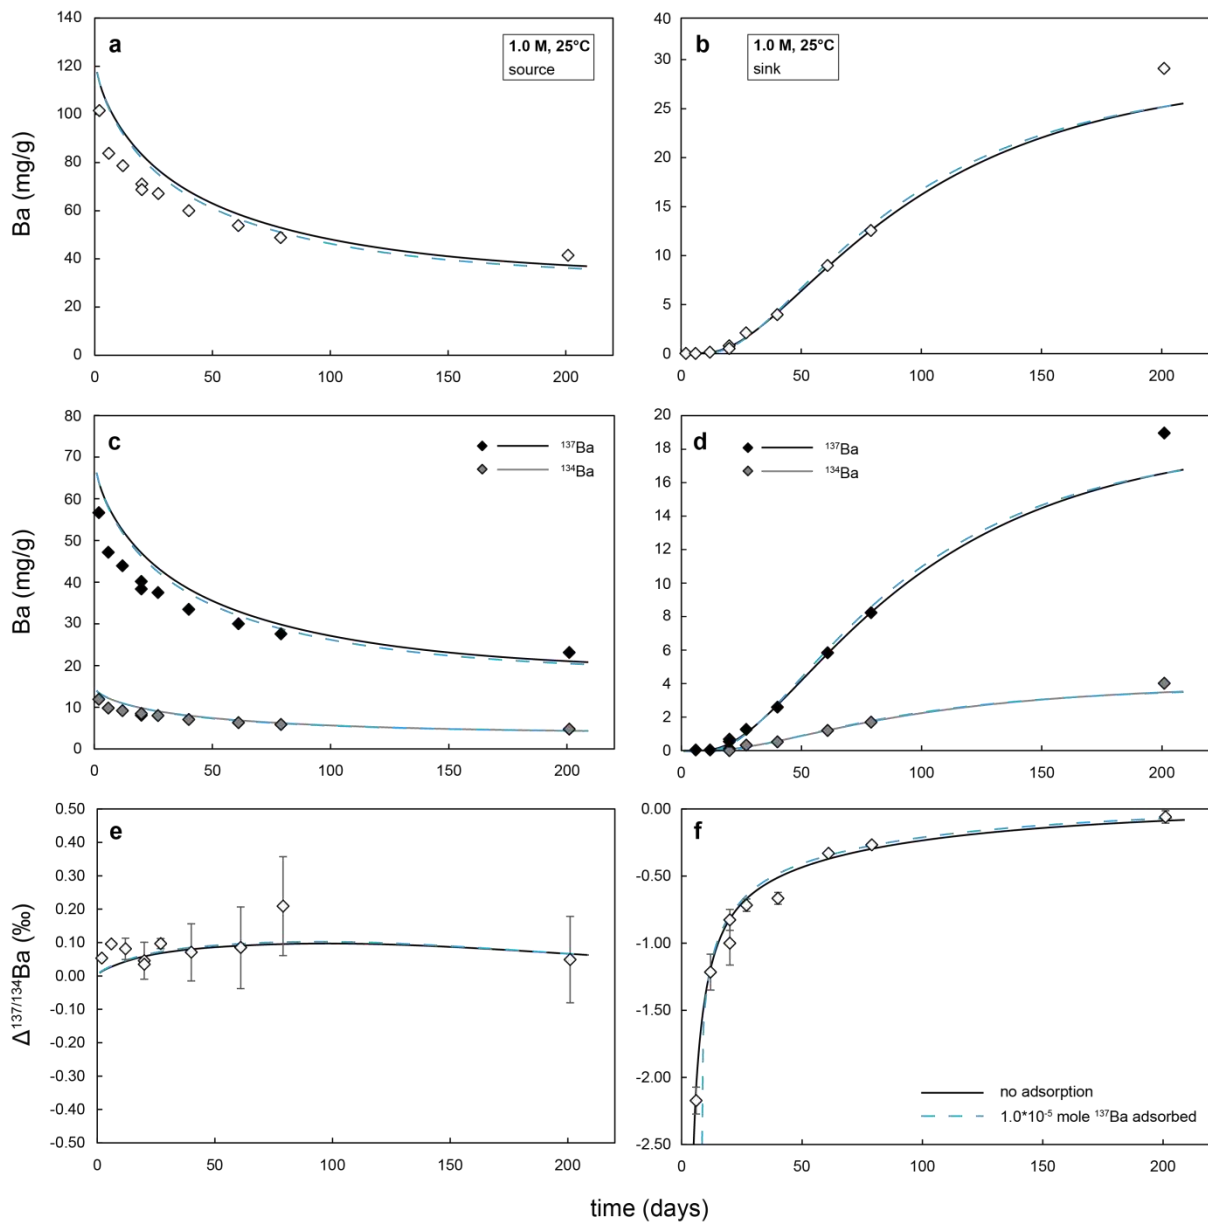 a
1.0 M, 25°C
source
Ba (mg/g)
140
120
100
80
60
40
20
0
0 50 100 150 200
b
1.0 M, 25°C
sink
40
30
25
20
15
10
5
0
0 50 100 150 200
c
¹³⁷Ba
¹³⁴Ba
Ba (mg/g)
80
70
60
50
40
30
20
10
0
0 50 100 150 200
d
¹³⁷Ba
¹³⁴Ba
20
18
16
14
12
10
8
6
4
2
0
0 50 100 150 200
e
Δ¹³⁷/¹³⁴Ba (‰)
0.50
0.40
0.30
0.20
0.10
0.00
-0.10
-0.20
-0.30
-0.40
-0.50
0 50 100 150 200
f
0.00
-0.50
-1.00
-1.50
-2.00
-2.50
no adsorption
1.0*10⁻⁵ mole ¹³⁷Ba adsorbed
0 50 100 150 200
time (days)